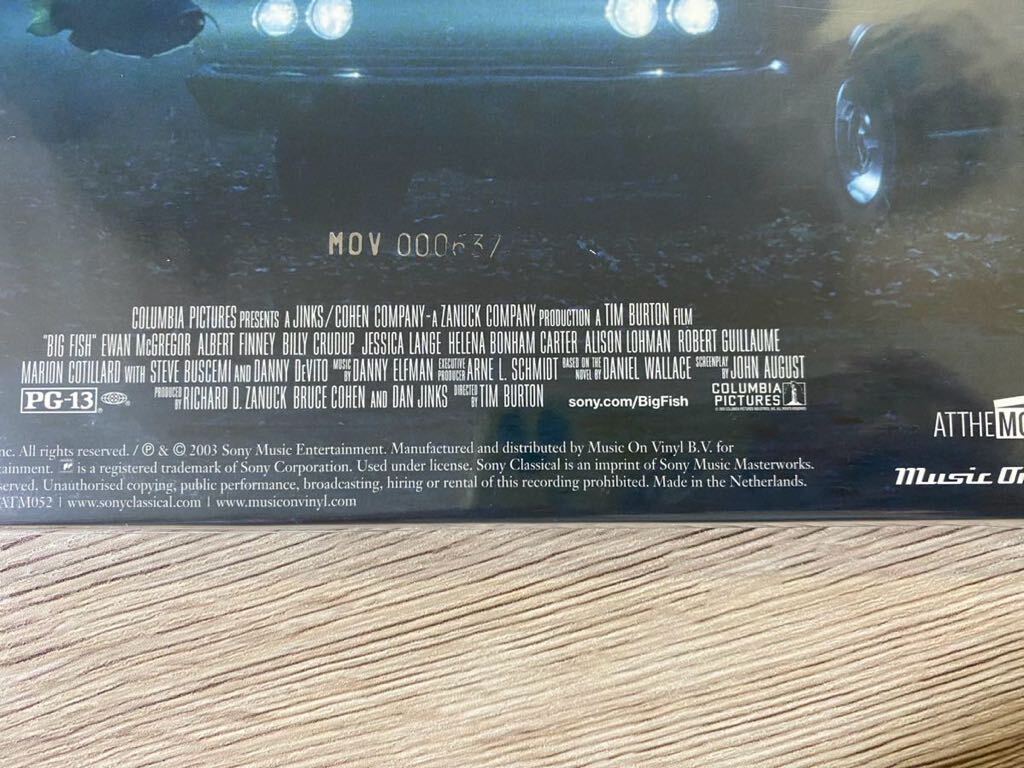 MOV 000637
COLUMBIA PICTURES PRESENTS A JINKS/COHEN COMPANY-A ZANUCK COMPANY PRODUCTION A TIM BURTON FILM
"BIG FISH" EWAN McGREGOR ALBERT FINNEY BILLY CRUDUP JESSICA LANGE HELENA BONHAM CARTER ALISON LOHMAN ROBERT GUILLAUME
MARION COTILLARD WITH STEVE BUSCEMI AND DANNY DeVITO MUSIC BY DANNY ELFMAN EXECUTIVE PRODUCER ARNE L. SCHMIDT BASED ON THE NOVEL BY DANIEL WALLACE SCREENPLAY BY JOHN AUGUST
PRODUCED BY RICHARD D. ZANUCK BRUCE COHEN AND DAN JINKS DIRECTED BY TIM BURTON
PG-13
sony.com/BigFish
COLUMBIA
PICTURES
AT THE MO
Music On
nc. All rights reserved. / ℗ & © 2003 Sony Music Entertainment. Manufactured and distributed by Music On Vinyl B.V. for
tainment. is a registered trademark of Sony Corporation. Used under license. Sony Classical is an imprint of Sony Music Masterworks.
served. Unauthorised copying, public performance, broadcasting, hiring or rental of this recording prohibited. Made in the Netherlands.
ATM052 | www.sonyclassical.com | www.musiconvinyl.com